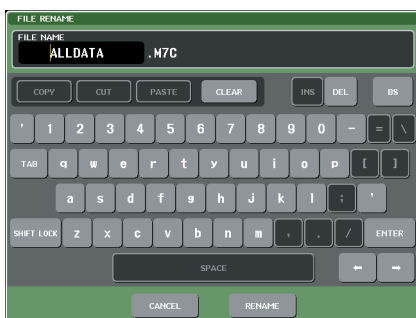 FILE RENAME
FILE NAME
ALLDATA .M7C
COPY CUT PASTE CLEAR INS DEL BS
' 1 2 3 4 5 6 7 8 9 0 - = \
TAB q w e r t y u i o p [ ]
a s d f g h j k l ; '
SHIFT LOCK z x c v b n m , . / ENTER
SPACE ← →
CANCEL RENAME